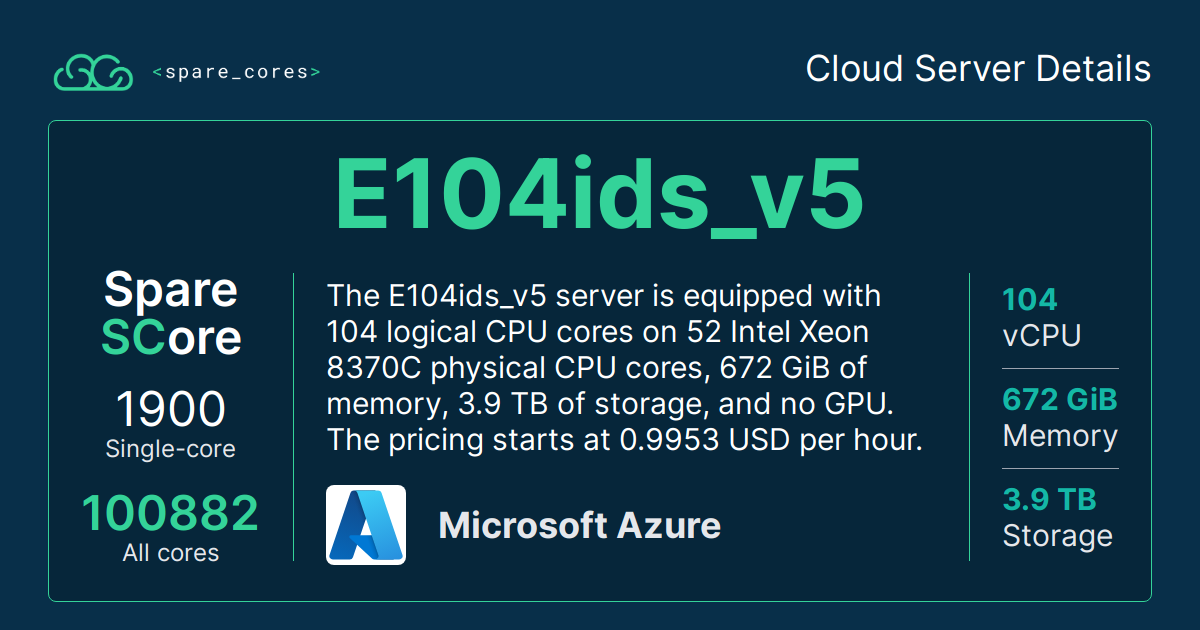 <spare_cores>
Cloud Server Details
E104ids_v5
Spare
SCore
1900
Single-core
100882
All cores
The E104ids_v5 server is equipped with
104 logical CPU cores on 52 Intel Xeon
8370C physical CPU cores, 672 GiB of
memory, 3.9 TB of storage, and no GPU.
The pricing starts at 0.9953 USD per hour.
Microsoft Azure
104
vCPU
672 GiB
Memory
3.9 TB
Storage